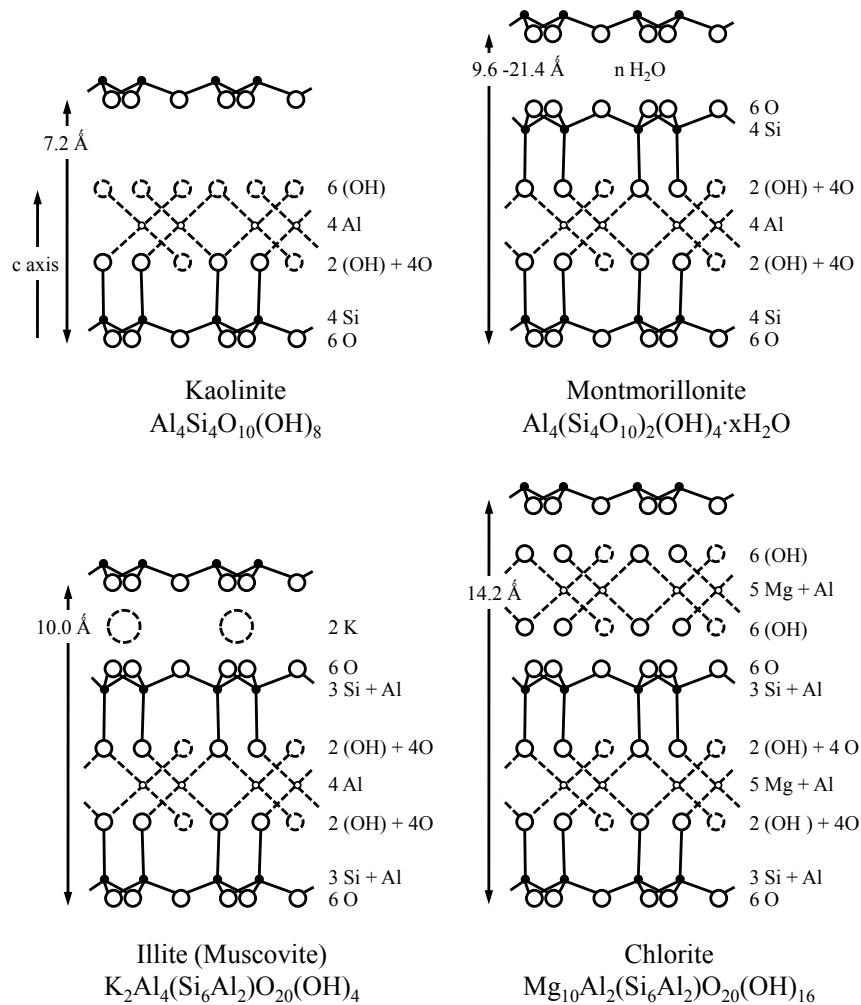 7.2 Å
c axis
6 (OH)
4 Al
2 (OH) + 4O
4 Si
6 O
Kaolinite
Al₄Si₄O₁₀(OH)₈
9.6 -21.4 Å
n H₂O
6 O
4 Si
2 (OH) + 4O
4 Al
2 (OH) + 4O
4 Si
6 O
Montmorillonite
Al₄(Si₄O₁₀)₂(OH)₄·xH₂O
10.0 Å
2 K
6 O
3 Si + Al
2 (OH) + 4O
4 Al
2 (OH) + 4O
3 Si + Al
6 O
Illite (Muscovite)
K₂Al₄(Si₆Al₂)O₂₀(OH)₄
14.2 Å
6 (OH)
5 Mg + Al
6 (OH)
6 O
3 Si + Al
2 (OH) + 4 O
5 Mg + Al
2 (OH ) + 4O
3 Si + Al
6 O
Chlorite
Mg₁₀Al₂(Si₆Al₂)O₂₀(OH)₁₆